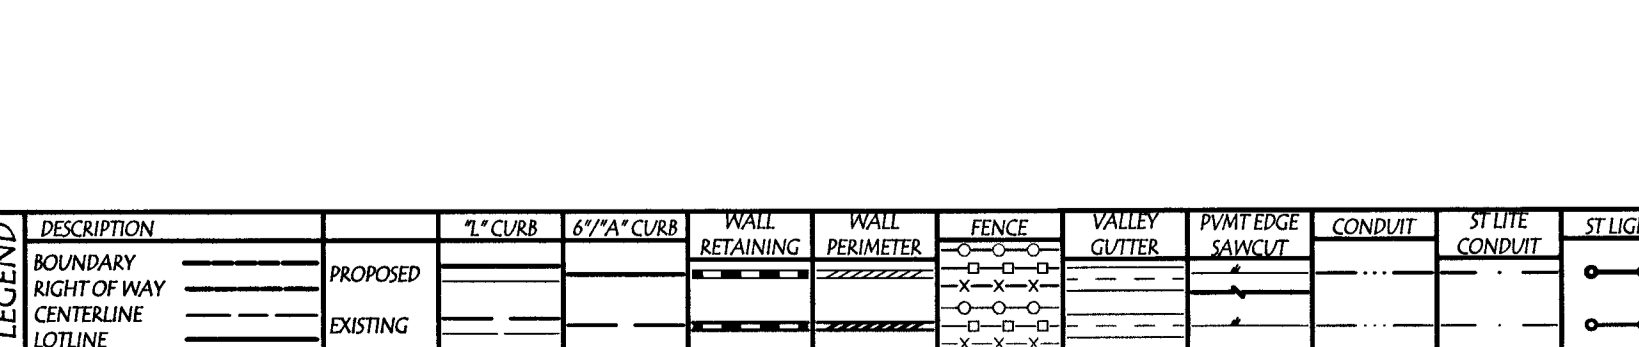 LEGEND
DESCRIPTION
BOUNDARY
RIGHT OF WAY
CENTERLINE
LOTLINE
PROPOSED
EXISTING
"L" CURB
6"/"A" CURB
WALL
RETAINING
WALL
PERIMETER
FENCE
VALLEY
GUTTER
PVMT EDGE
SAWCUT
CONDUIT
ST LITE
CONDUIT
ST